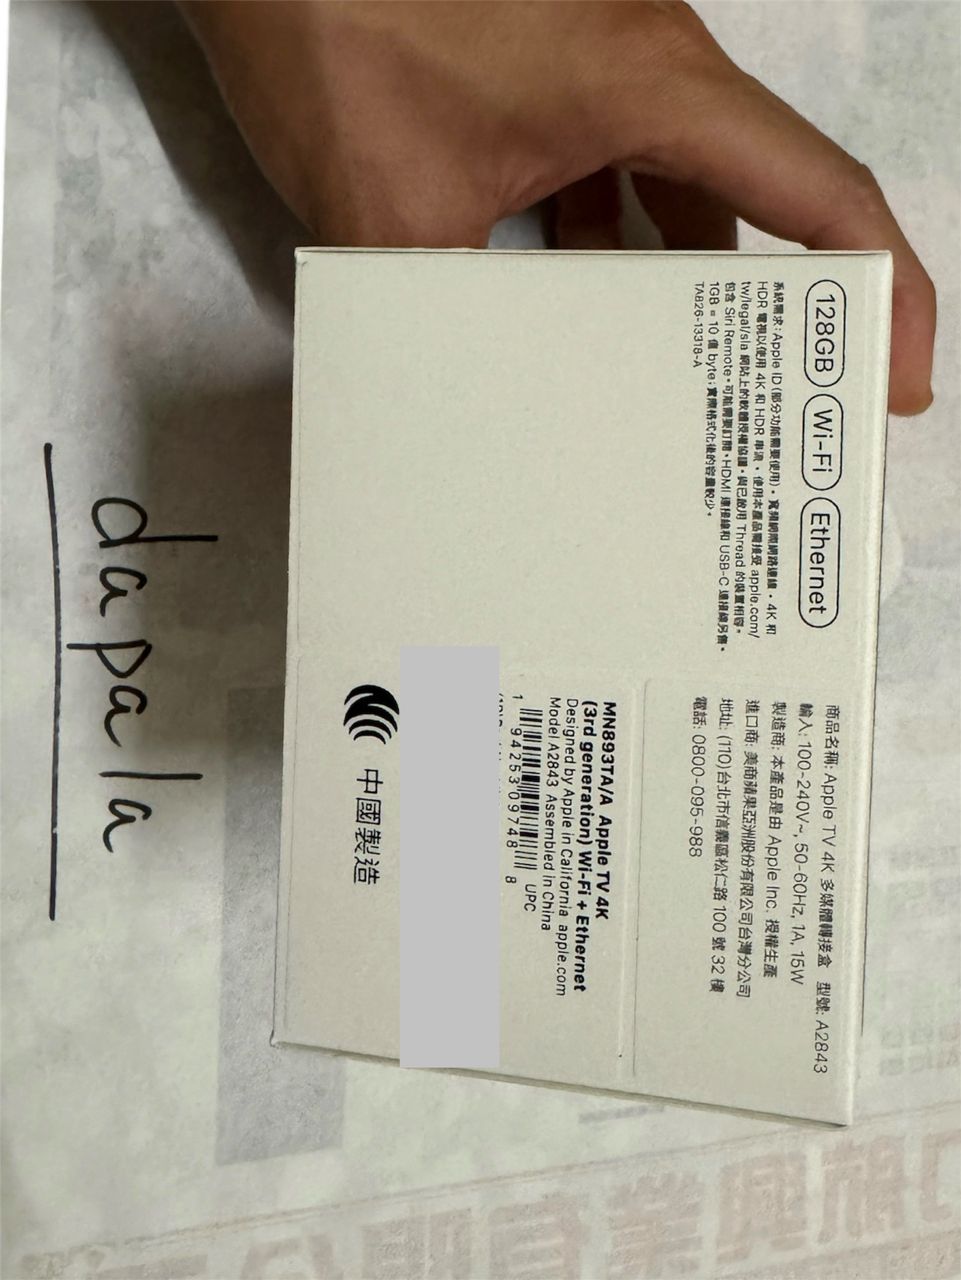 128GB Wi-Fi Ethernet
系統需求：Apple ID (部分功能需要使用)。寬頻網際網路連線。4K 和
HDR 電視以使用 4K 和 HDR 串流。使用本產品需接受 apple.com/
tw/legal/sla 網站上的軟體授權協議。與已啟用 Thread 的裝置相容。
包含 Siri Remote。可能需要訂閱。HDMI 連接線和 USB-C 連接線另售。
1GB = 10 億 byte；實際格式化後的容量較少。
TA826-13318-A
商品名稱: Apple TV 4K 多媒體轉接盒 型號: A2843
輸入: 100-240V~, 50-60Hz, 1A, 15W
製造商: 本產品是由 Apple Inc. 授權生產
進口商: 美商蘋果亞洲股份有限公司台灣分公司
地址: (110)台北市信義區松仁路 100 號 32 樓
電話: 0800-095-988
MN893TA/A Apple TV 4K
(3rd generation) Wi-Fi + Ethernet
Designed by Apple in California apple.com
Model A2843 Assembled in China
UPC
1 94253 09748 8
中國製造
dapala